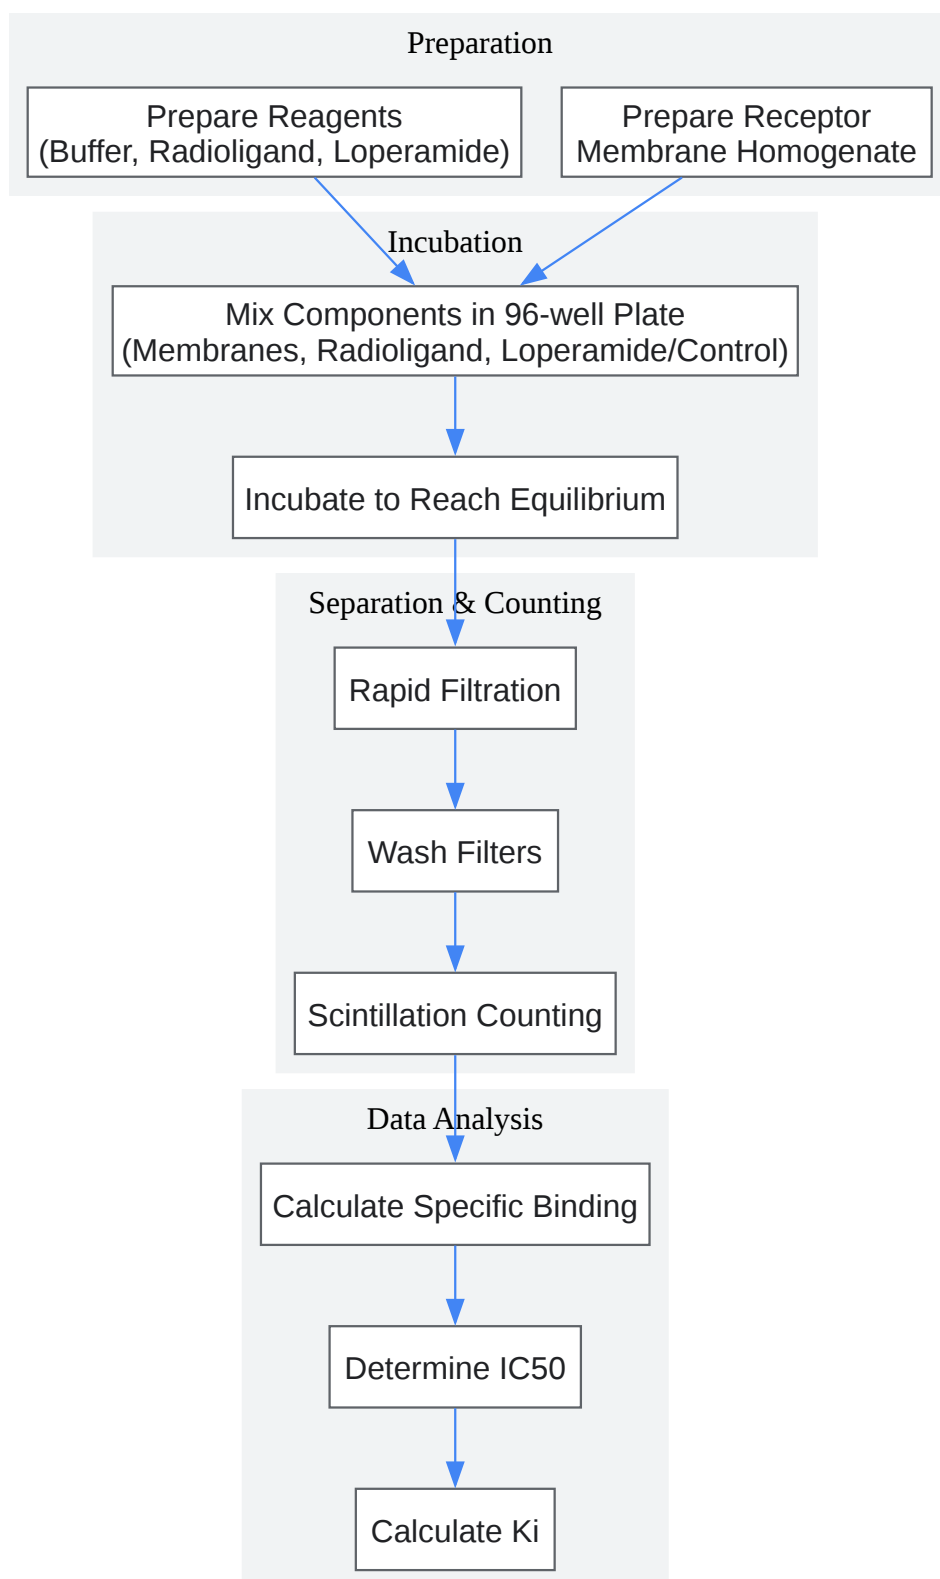 Preparation
Prepare Reagents
(Buffer, Radioligand, Loperamide)
Prepare Receptor
Membrane Homogenate
Incubation
Mix Components in 96-well Plate
(Membranes, Radioligand, Loperamide/Control)
Incubate to Reach Equilibrium
Separation & Counting
Rapid Filtration
Wash Filters
Scintillation Counting
Data Analysis
Calculate Specific Binding
Determine IC50
Calculate Ki